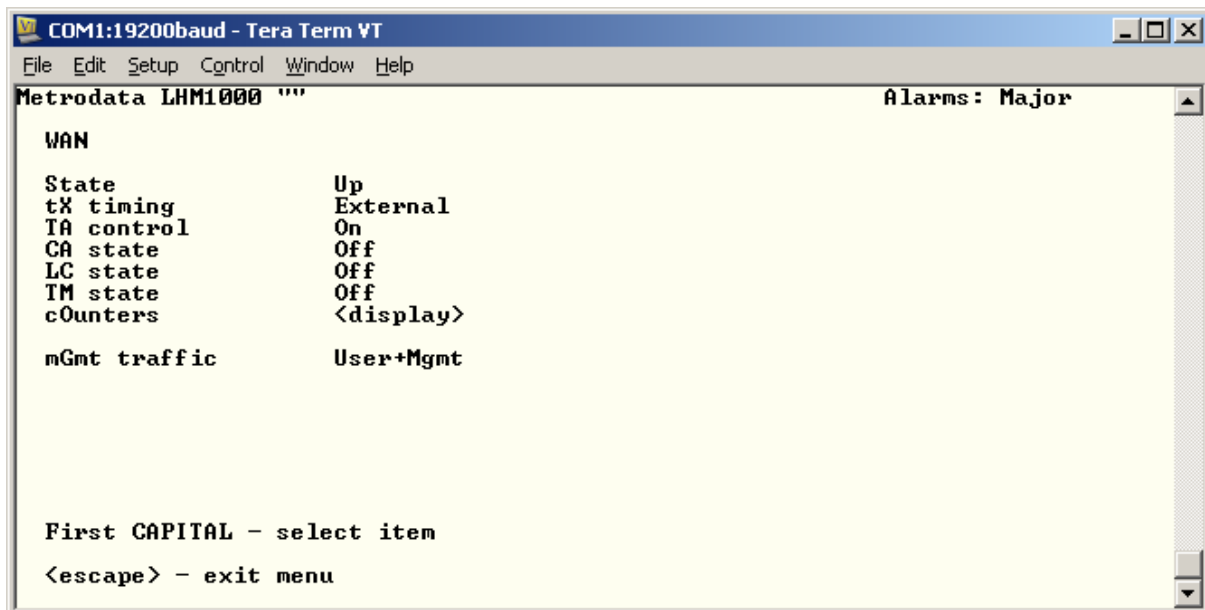 COM1:19200baud - Tera Term VT
File Edit Setup Control Window Help
Metrodata LHM1000 "" Alarms: Major
WAN
State Up
tX timing External
TA control On
CA state Off
LC state Off
TM state Off
cOunters <display>
mGmt traffic User+Mgmt
First CAPITAL - select item
<escape> - exit menu